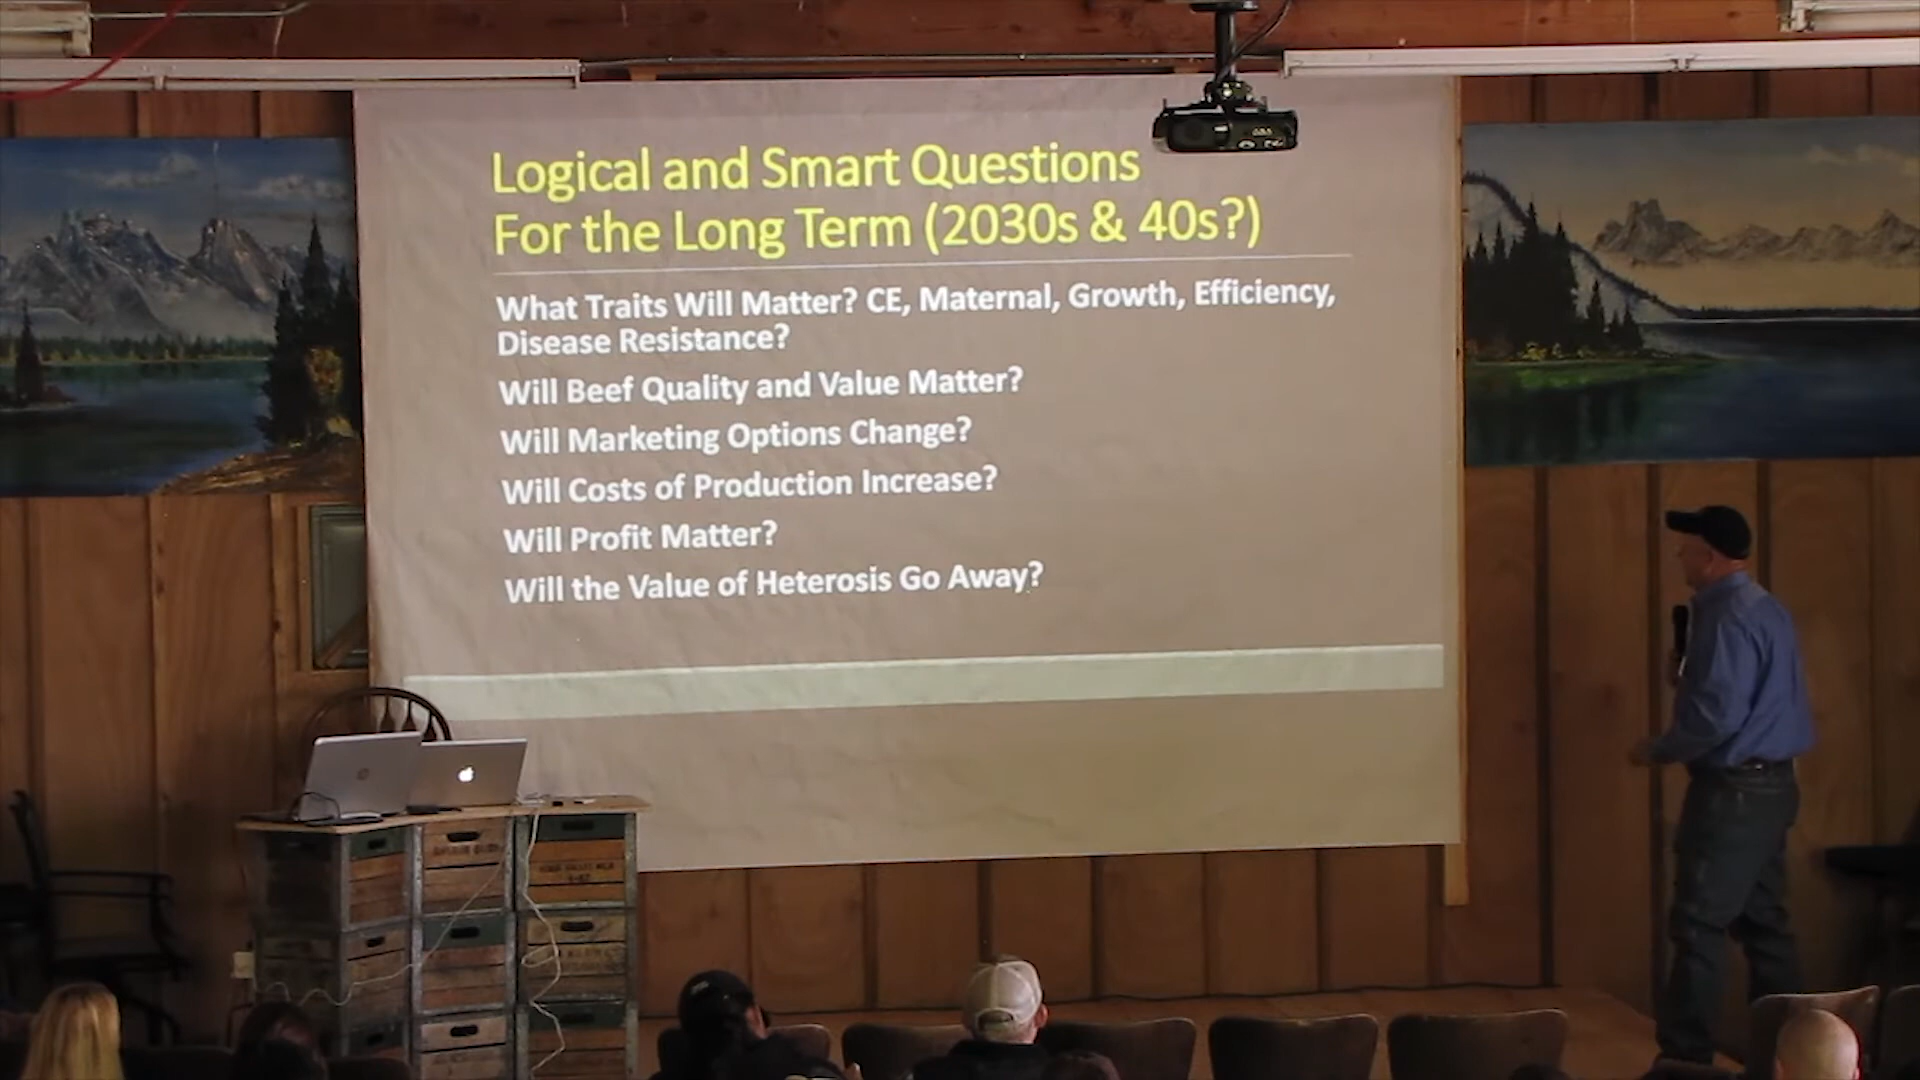 Logical and Smart Questions
For the Long Term (2030s & 40s?)
What Traits Will Matter? CE, Maternal, Growth, Efficiency,
Disease Resistance?
Will Beef Quality and Value Matter?
Will Marketing Options Change?
Will Costs of Production Increase?
Will Profit Matter?
Will the Value of Heterosis Go Away?